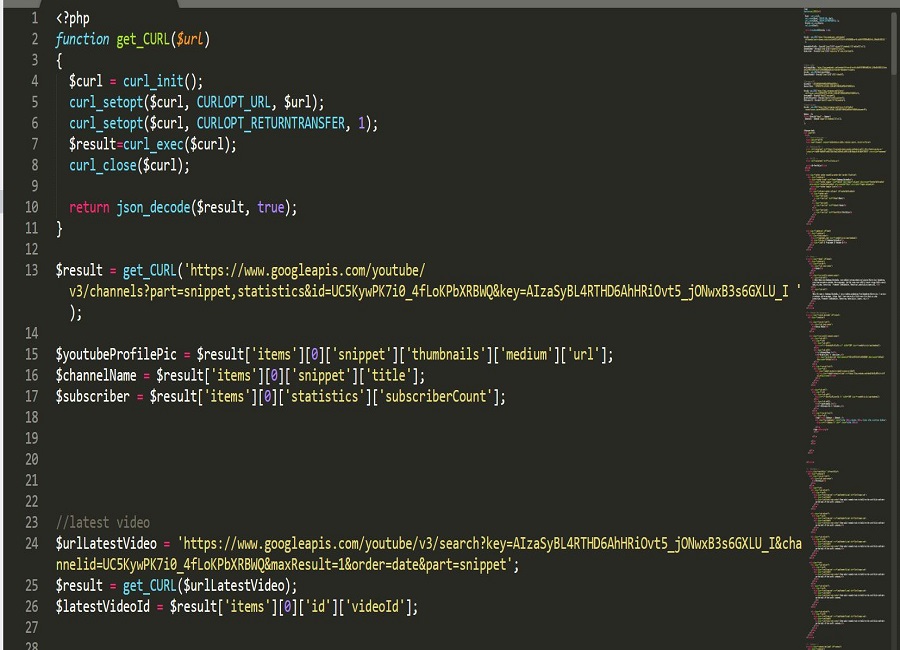 1 <?php
2 function get_CURL($url)
3 {
4 $curl = curl_init();
5 curl_setopt($curl, CURLOPT_URL, $url);
6 curl_setopt($curl, CURLOPT_RETURNTRANSFER, 1);
7 $result=curl_exec($curl);
8 curl_close($curl);
9
10 return json_decode($result, true);
11 }
12
13 $result = get_CURL('https://www.googleapis.com/youtube/
v3/channels?part=snippet,statistics&id=UC5KywPK7i0_4fLoKPbXRBWQ&key=AIzaSyBL4RTHD6AhHRiOvt5_jONwxB3s6GXLU_I '
);
14
15 $youtubeProfilePic = $result['items'][0]['snippet']['thumbnails']['medium']['url'];
16 $channelName = $result['items'][0]['snippet']['title'];
17 $subscriber = $result['items'][0]['statistics']['subscriberCount'];
18
19
20
21
22
23 //latest video
24 $urlLatestVideo = 'https://www.googleapis.com/youtube/v3/search?key=AIzaSyBL4RTHD6AhHRiOvt5_jONwxB3s6GXLU_I&cha
nnelid=UC5KywPK7i0_4fLoKPbXRBWQ&maxResult=1&order=date&part=snippet';
25 $result = get_CURL($urlLatestVideo);
26 $latestVideoId = $result['items'][0]['id']['videoId'];
27
28